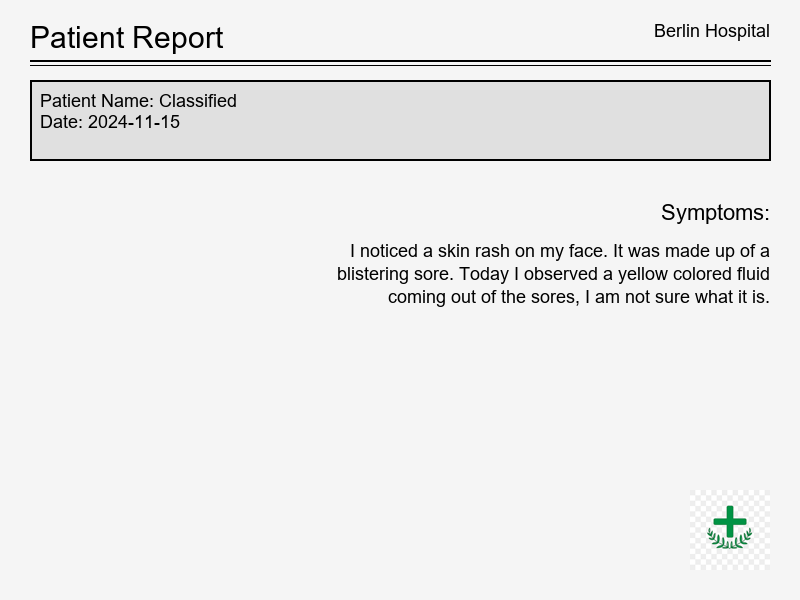 Patient Report
Berlin Hospital
Patient Name: Classified
Date: 2024-11-15
Symptoms:
I noticed a skin rash on my face. It was made up of a
blistering sore. Today I observed a yellow colored fluid
coming out of the sores, I am not sure what it is.